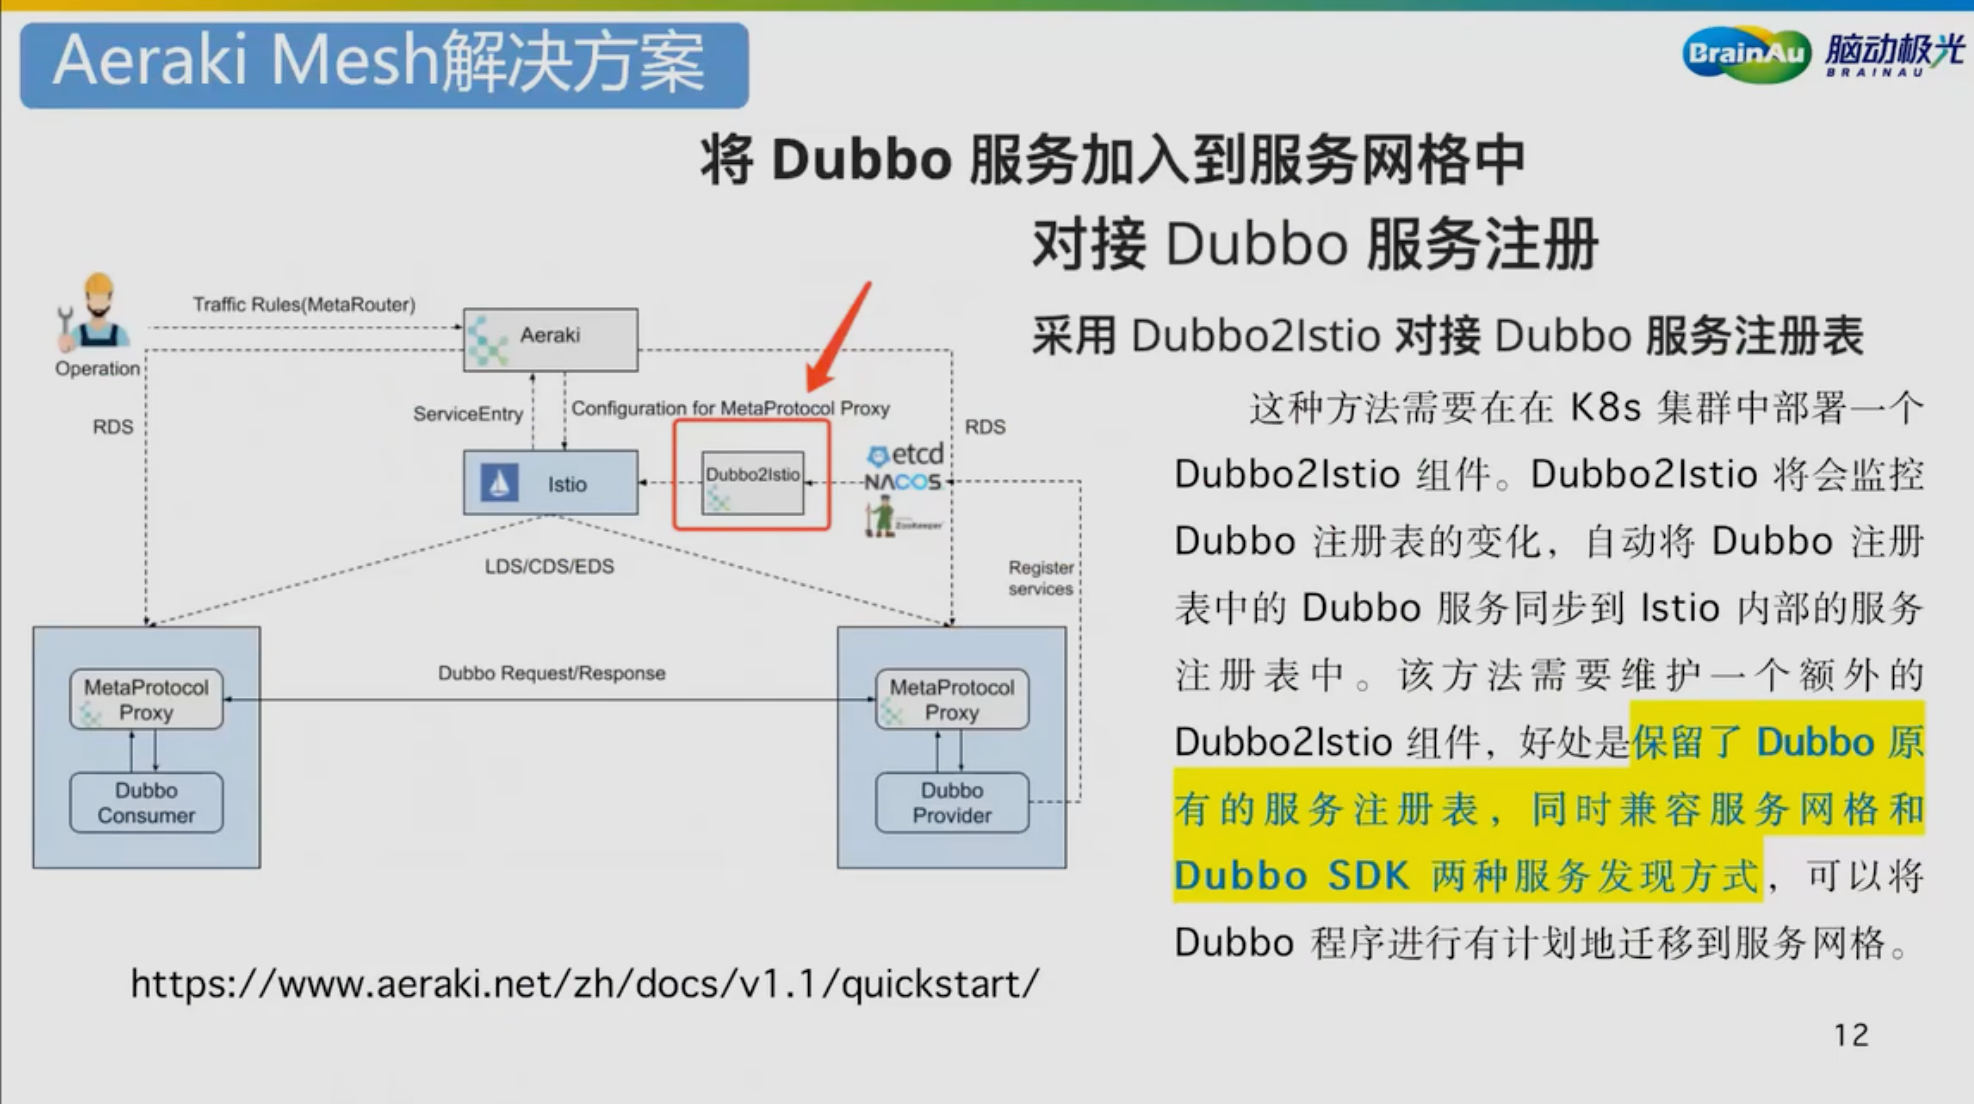 Aeraki Mesh解决方案
BrainAu
脑动极光
BRAINAU
将 Dubbo 服务加入到服务网格中
对接 Dubbo 服务注册
采用 Dubbo2Istio 对接 Dubbo 服务注册表
Operation
Traffic Rules(MetaRouter)
Aeraki
RDS
ServiceEntry
Configuration for MetaProtocol Proxy
RDS
Istio
Dubbo2Istio
etcd
NACOS
ZooKeeper
LDS/CDS/EDS
Register
services
MetaProtocol
Proxy
Dubbo Request/Response
MetaProtocol
Proxy
Dubbo
Consumer
Dubbo
Provider
这种方法需要在在 K8s 集群中部署一个
Dubbo2Istio 组件。Dubbo2Istio 将会监控
Dubbo 注册表的变化，自动将 Dubbo 注册
表中的 Dubbo 服务同步到 Istio 内部的服务
注册表中。该方法需要维护一个额外的
Dubbo2Istio 组件，好处是保留了 Dubbo 原
有的服务注册表，同时兼容服务网格和
Dubbo SDK 两种服务发现方式，可以将
Dubbo 程序进行有计划地迁移到服务网格。
https://www.aeraki.net/zh/docs/v1.1/quickstart/
12